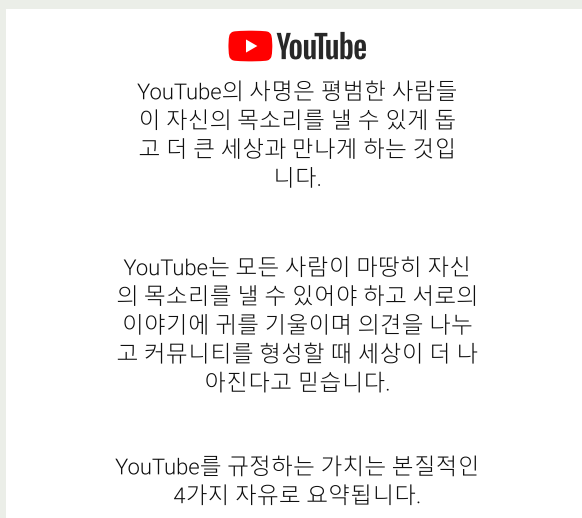 YouTube
YouTube의 사명은 평범한 사람들
이 자신의 목소리를 낼 수 있게 돕
고 더 큰 세상과 만나게 하는 것입
니다.
YouTube는 모든 사람이 마땅히 자신
의 목소리를 낼 수 있어야 하고 서로의
이야기에 귀를 기울이며 의견을 나누
고 커뮤니티를 형성할 때 세상이 더 나
아진다고 믿습니다.
YouTube를 규정하는 가치는 본질적인
4가지 자유로 요약됩니다.